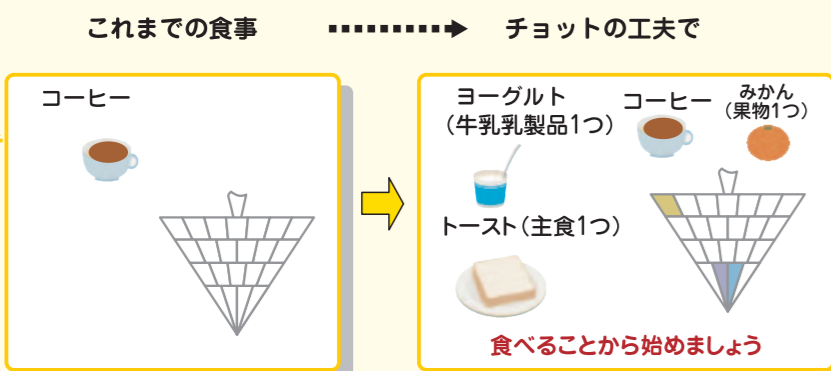 これまでの食事
チョットの工夫で
コーヒー
ヨーグルト
(牛乳乳製品1つ)
コーヒー
みかん
(果物1つ)
トースト(主食1つ)
食べることから始めましょう